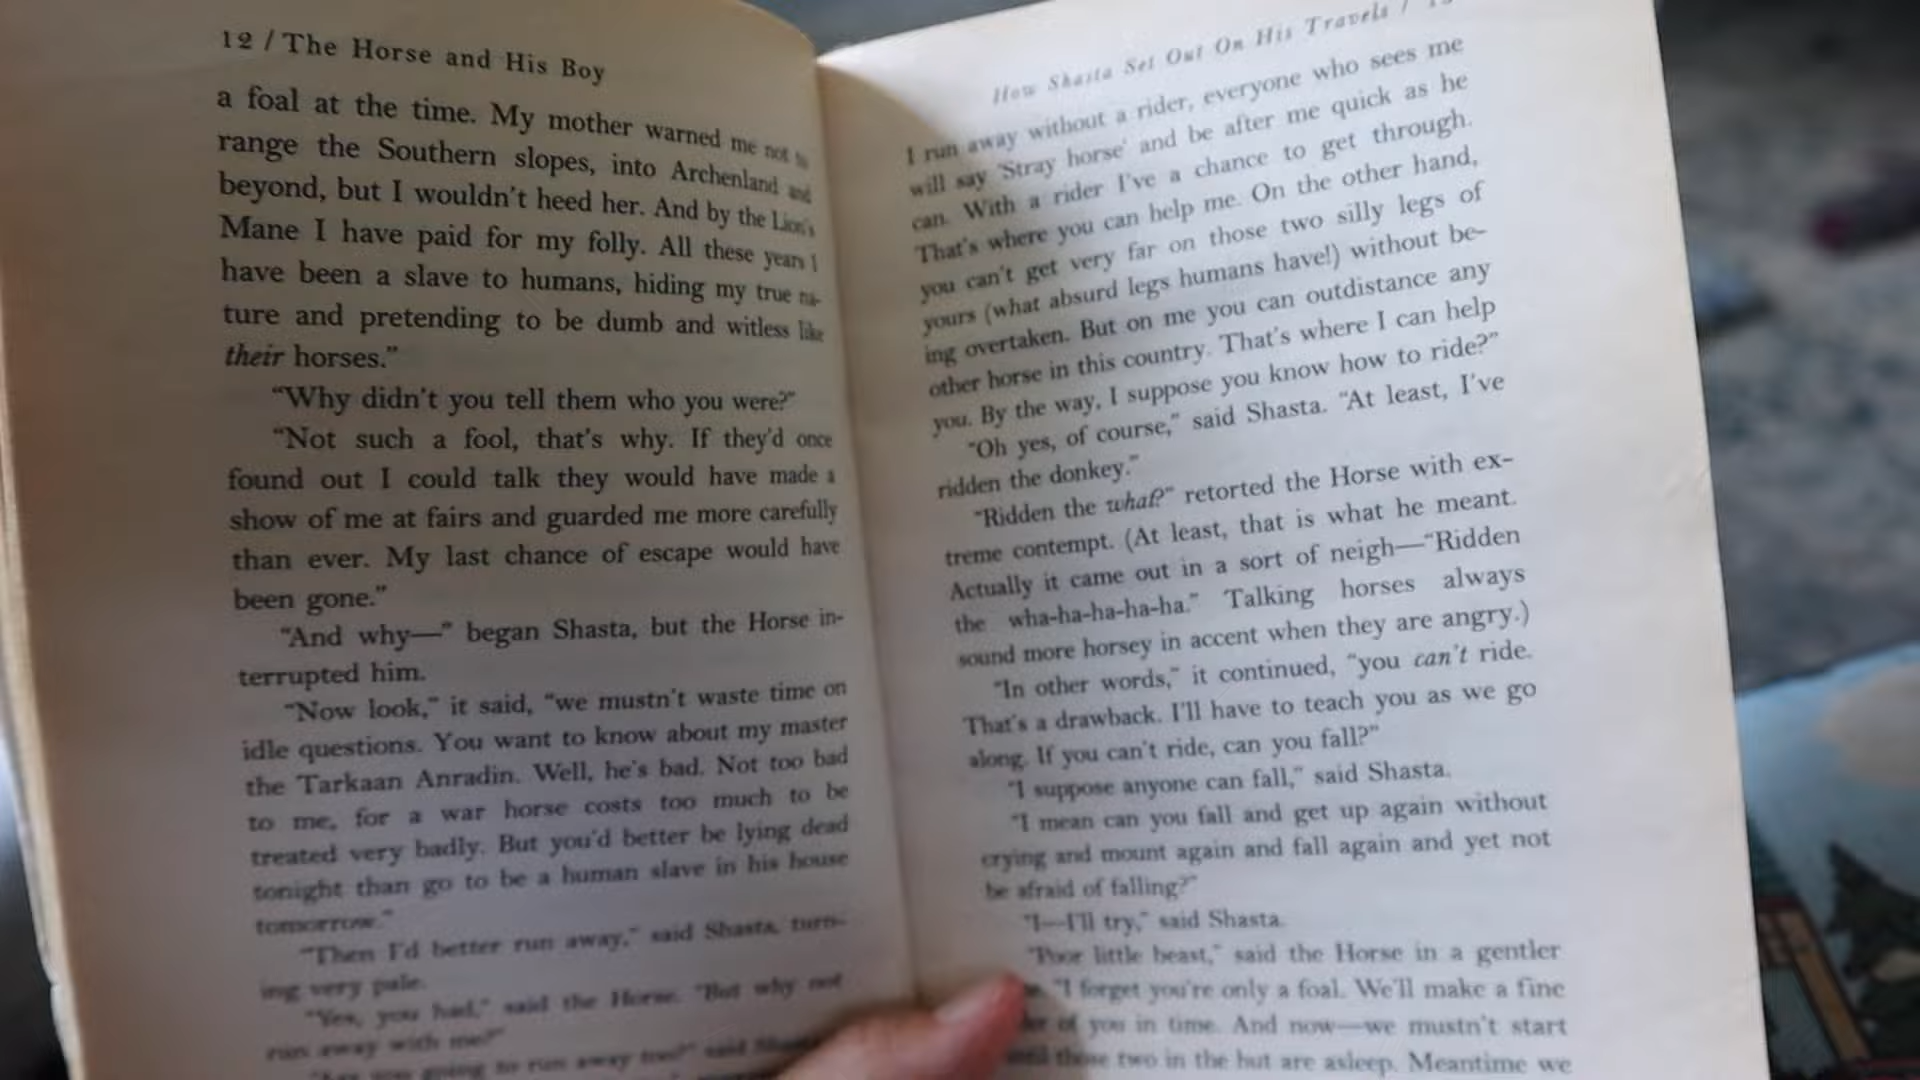 12 / The Horse and His Boy
a foal at the time. My mother warned me not to
range the Southern slopes, into Archenland and
beyond, but I wouldn't heed her. And by the Lion's
Mane I have paid for my folly. All these years I
have been a slave to humans, hiding my true na-
ture and pretending to be dumb and witless like
their horses.”
“Why didn't you tell them who you were?”
“Not such a fool, that's why. If they'd once
found out I could talk they would have made a
show of me at fairs and guarded me more carefully
than ever. My last chance of escape would have
been gone.”
“And why—” began Shasta, but the Horse in-
terrupted him.
“Now look,” it said, “we mustn't waste time on
idle questions. You want to know about my master
the Tarkaan Anradin. Well, he's bad. Not too bad
to me, for a war horse costs too much to be
treated very badly. But you'd better be lying dead
tonight than go to be a human slave in his house
tomorrow.”
“Then I'd better run away,” said Shasta, turn-
ing very pale.
“Yes, you had,” said the Horse. “But why not
run away with me?”
“Are you going to run away too?” said
How Shasta Set Out On His Travels /
I run away without a rider, everyone who sees me
will say ‘Stray horse’ and be after me quick as he
can. With a rider I've a chance to get through.
That's where you can help me. On the other hand,
you can't get very far on those two silly legs of
yours (what absurd legs humans have!) without be-
ing overtaken. But on me you can outdistance any
other horse in this country. That's where I can help
you. By the way, I suppose you know how to ride?”
“Oh yes, of course,” said Shasta. “At least, I've
ridden the donkey.”
“Ridden the what?” retorted the Horse with ex-
treme contempt. (At least, that is what he meant.
Actually it came out in a sort of neigh—“Ridden
the wha-ha-ha-ha-ha.” Talking horses always
sound more horsey in accent when they are angry.)
“In other words,” it continued, “you can't ride.
That's a drawback. I'll have to teach you as we go
along. If you can't ride, can you fall?”
“I suppose anyone can fall,” said Shasta.
“I mean can you fall and get up again without
crying and mount again and fall again and yet not
be afraid of falling?”
“I—I'll try,” said Shasta.
“Poor little beast,” said the Horse in a gentler
“I forget you're only a foal. We'll make a fine
of you in time. And now—we mustn't start
those two in the hut are asleep. Meantime we